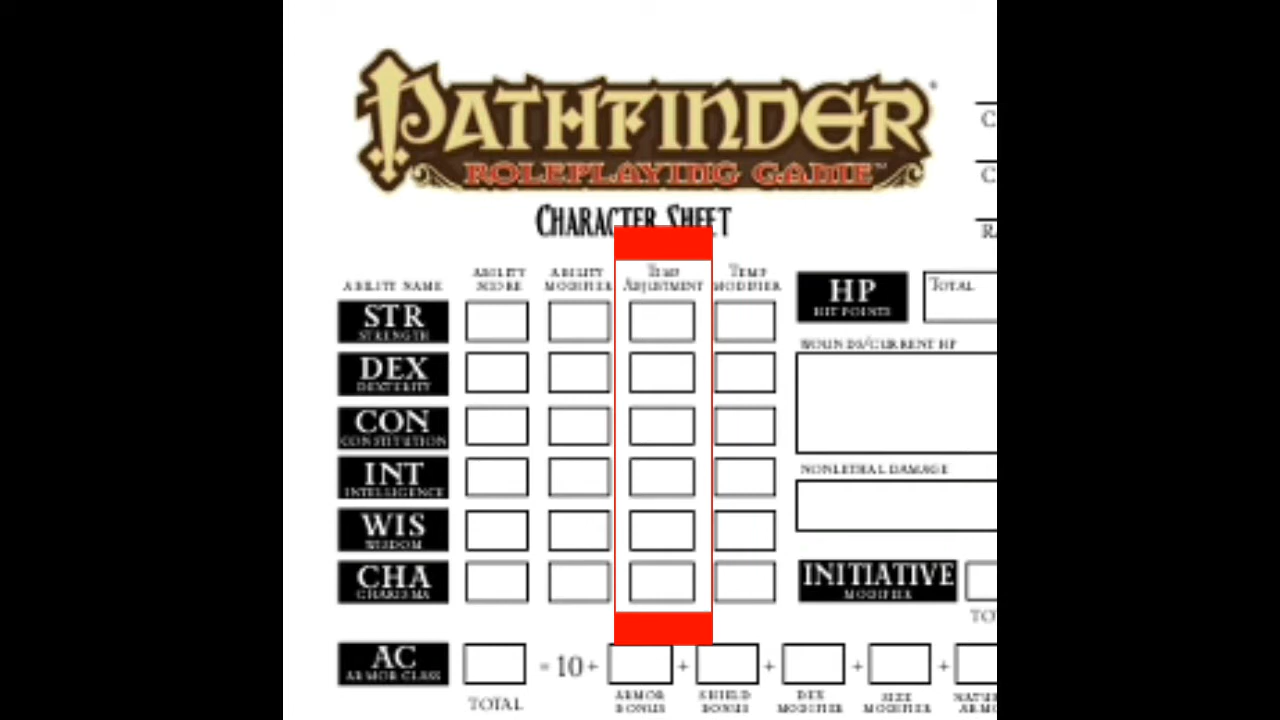 PATHFINDER®
ROLEPLAYING GAME™
CHARACTER SHEET
ABILITY NAME
ABILITY SCORE
ABILITY MODIFIER
TEMP ADJUSTMENT
TEMP MODIFIER
STR
STRENGTH
DEX
DEXTERITY
CON
CONSTITUTION
INT
INTELLIGENCE
WIS
WISDOM
CHA
CHARISMA
HP
HIT POINTS
TOTAL
WOUNDS/CURRENT HP
NONLETHAL DAMAGE
INITIATIVE
MODIFIER
AC
ARMOR CLASS
= 10 + + + + +
TOTAL
ARMOR BONUS
SHIELD BONUS
DEX MODIFIER
SIZE MODIFIER